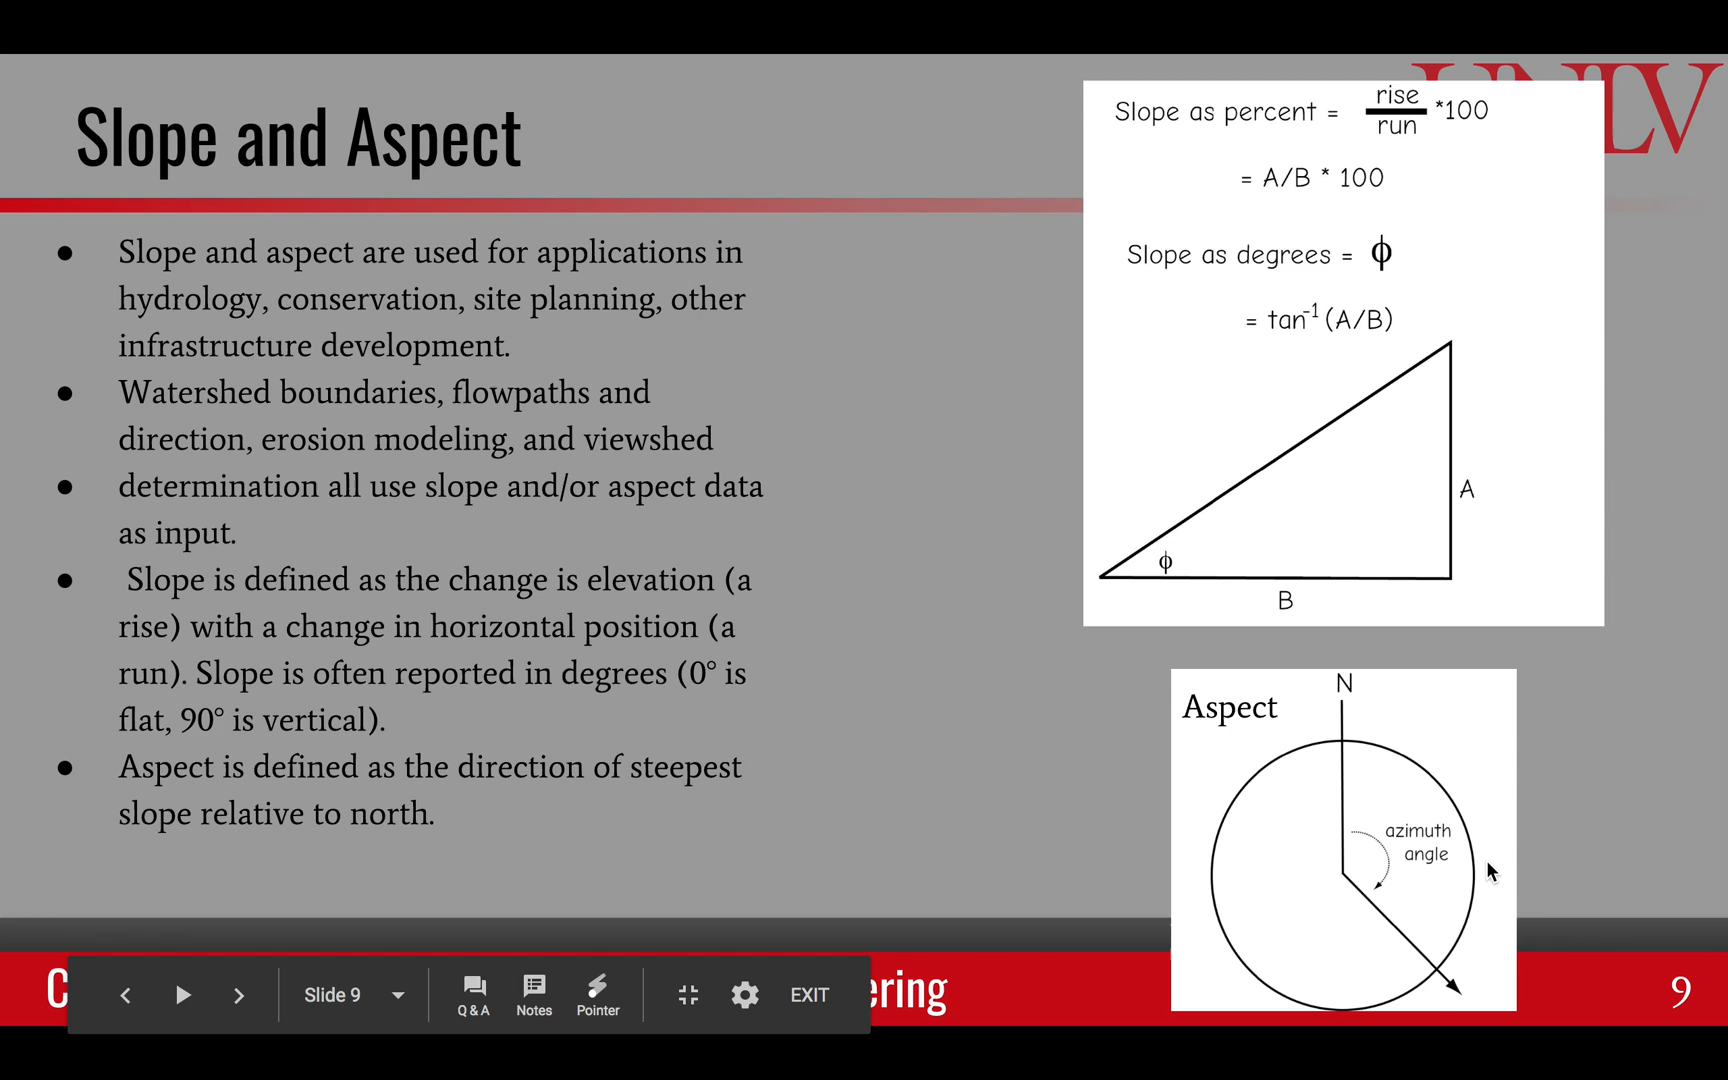 Slope and Aspect
● Slope and aspect are used for applications in
hydrology, conservation, site planning, other
infrastructure development.
● Watershed boundaries, flowpaths and
direction, erosion modeling, and viewshed
● determination all use slope and/or aspect data
as input.
● Slope is defined as the change is elevation (a
rise) with a change in horizontal position (a
run). Slope is often reported in degrees (0° is
flat, 90° is vertical).
● Aspect is defined as the direction of steepest
slope relative to north.
Slope as percent = rise/run *100
= A/B * 100
Slope as degrees = ϕ
= tan⁻¹ (A/B)
A
ϕ
B
Aspect
N
azimuth
angle
Slide 9
Q & A
Notes
Pointer
EXIT
9